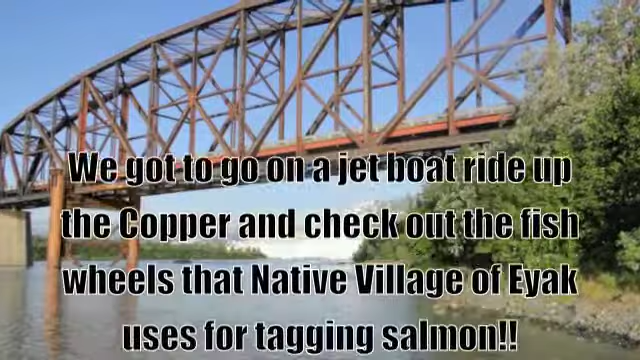 We got to go on a jet boat ride up
the Copper and check out the fish
wheels that Native Village of Eyak
uses for tagging salmon!!